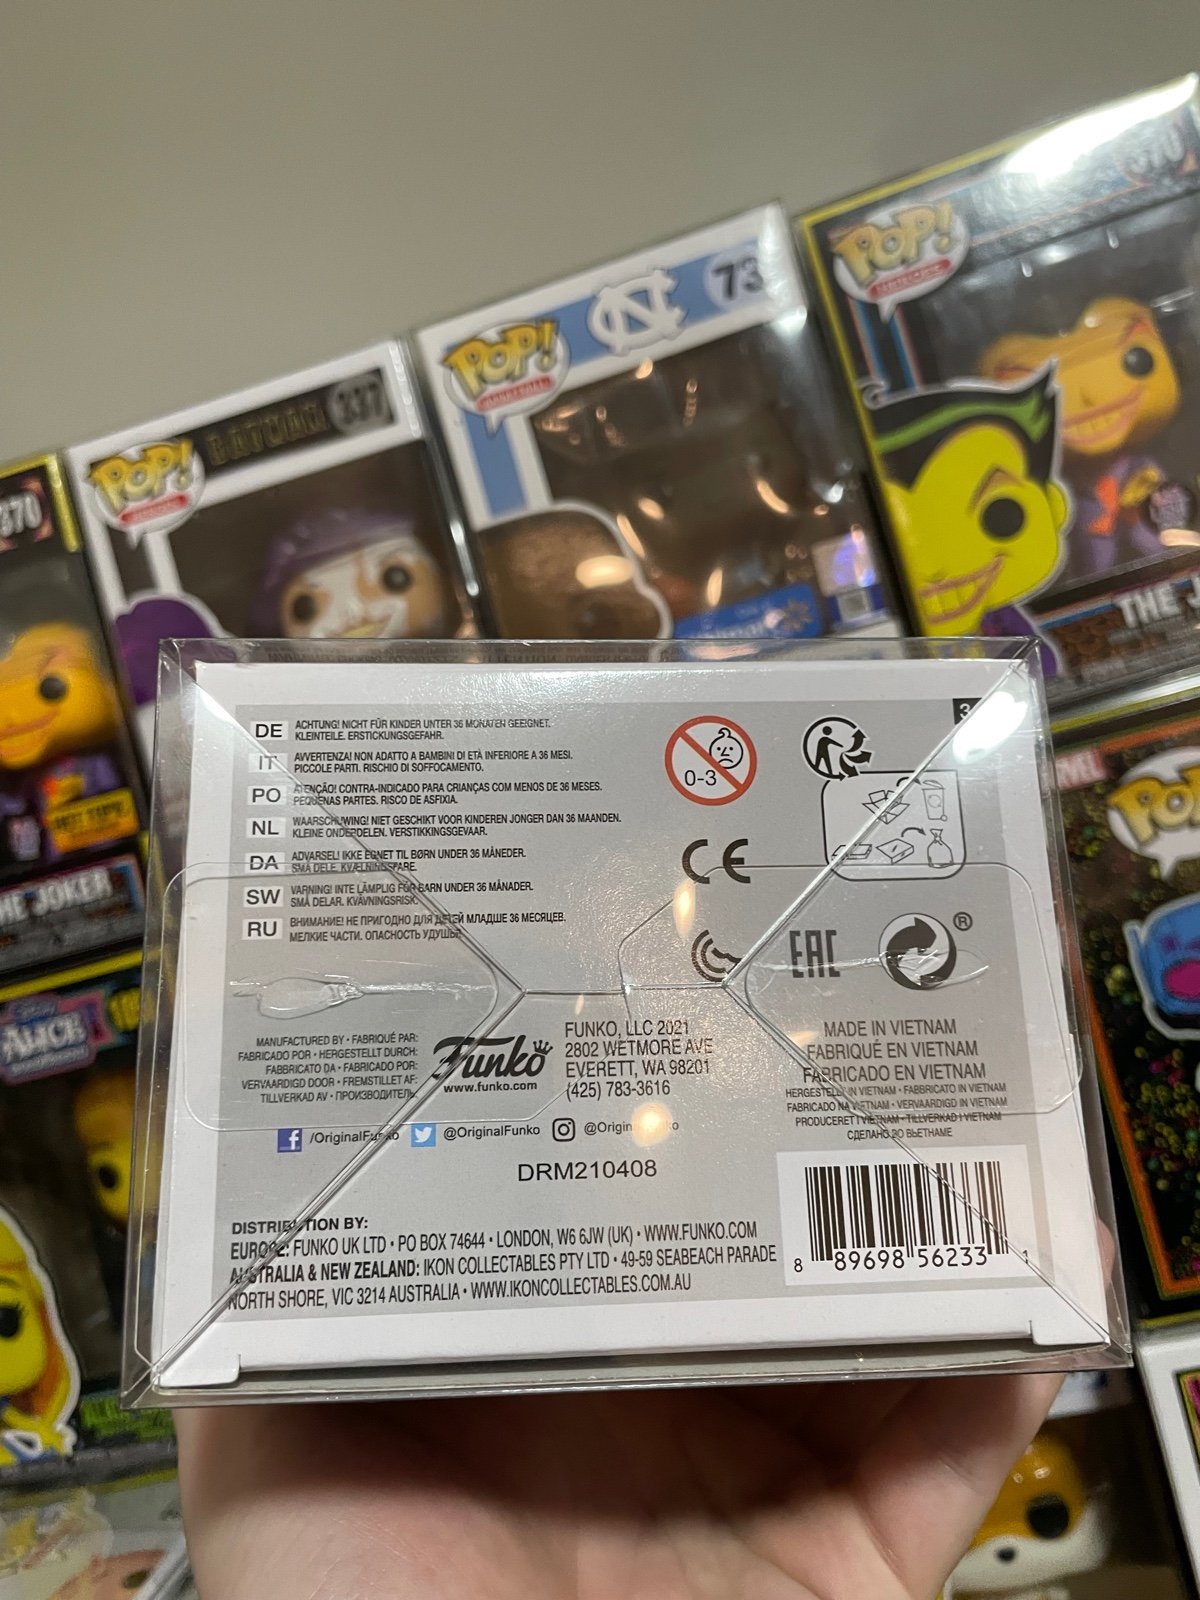 POP!
73
NC
POP!
370
POP!
BATMAN 337
370
THE
THE JOKER
ALICE
POP
DE ACHTUNG! NICHT FÜR KINDER UNTER 36 MONATEN GEEIGNET.
KLEINTEILE. ERSTICKUNGSGEFAHR.
IT AVVERTENZA! NON ADATTO A BAMBINI DI ETÀ INFERIORE A 36 MESI.
PICCOLE PARTI. RISCHIO DI SOFFOCAMENTO.
PO ATENÇÃO! CONTRA-INDICADO PARA CRIANÇAS COM MENOS DE 36 MESES.
PEQUENAS PARTES. RISCO DE ASFIXIA.
NL WAARSCHUWING! NIET GESCHIKT VOOR KINDEREN JONGER DAN 36 MAANDEN.
KLEINE ONDERDELEN. VERSTIKKINGSGEVAAR.
DA ADVARSEL! IKKE EGNET TIL BØRN UNDER 36 MÅNEDER.
SMÅ DELE. KVÆLNINGSFARE.
SW VARNING! INTE LÄMPLIG FÖR BARN UNDER 36 MÅNADER.
SMÅ DELAR. KVÄVNINGSRISK.
RU ВНИМАНИЕ! НЕ ПРИГОДНО ДЛЯ ДЕТЕЙ МЛАДШЕ 36 МЕСЯЦЕВ.
МЕЛКИЕ ЧАСТИ. ОПАСНОСТЬ УДУШЬЯ
0-3
CE
EAC
®
MANUFACTURED BY • FABRIQUÉ PAR:
FABRICADO POR • HERGESTELLT DURCH:
FABBRICATO DA • FABRICADO POR:
VERVAARDIGD DOOR • FREMSTILLET AF:
TILLVERKAD AV • ПРОИЗВОДИТЕЛЬ:
Funko
www.funko.com
FUNKO, LLC 2021
2802 WETMORE AVE
EVERETT, WA 98201
(425) 783-3616
MADE IN VIETNAM
FABRIQUÉ EN VIETNAM
FABRICADO EN VIETNAM
HERGESTELLT IN VIETNAM • FABBRICATO IN VIETNAM
FABRICADO NA VIETNAM • VERVAARDIGD IN VIETNAM
PRODUCERET I VIETNAM • TILLVERKAD I VIETNAM
СДЕЛАНО ВО ВЬЕТНАМЕ
/OriginalFunko @OriginalFunko @OriginalFunko
DRM210408
DISTRIBUTION BY:
EUROPE: FUNKO UK LTD • PO BOX 74644 • LONDON, W6 6JW (UK) • WWW.FUNKO.COM
AUSTRALIA & NEW ZEALAND: IKON COLLECTABLES PTY LTD • 49-59 SEABEACH PARADE
NORTH SHORE, VIC 3214 AUSTRALIA • WWW.IKONCOLLECTABLES.COM.AU
8 89698 56233 1